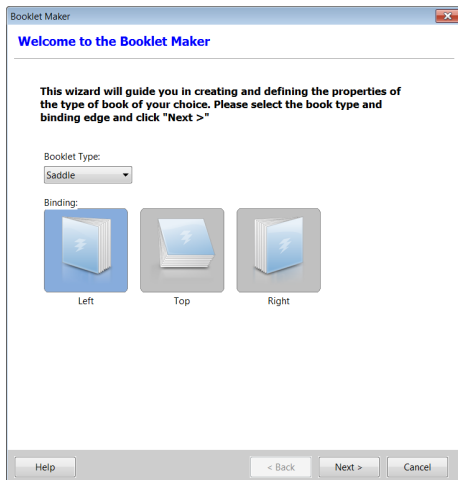 Booklet Maker
Welcome to the Booklet Maker
This wizard will guide you in creating and defining the properties of
the type of book of your choice. Please select the book type and
binding edge and click "Next >"
Booklet Type:
Saddle
Binding:
Left Top Right
Help < Back Next > Cancel